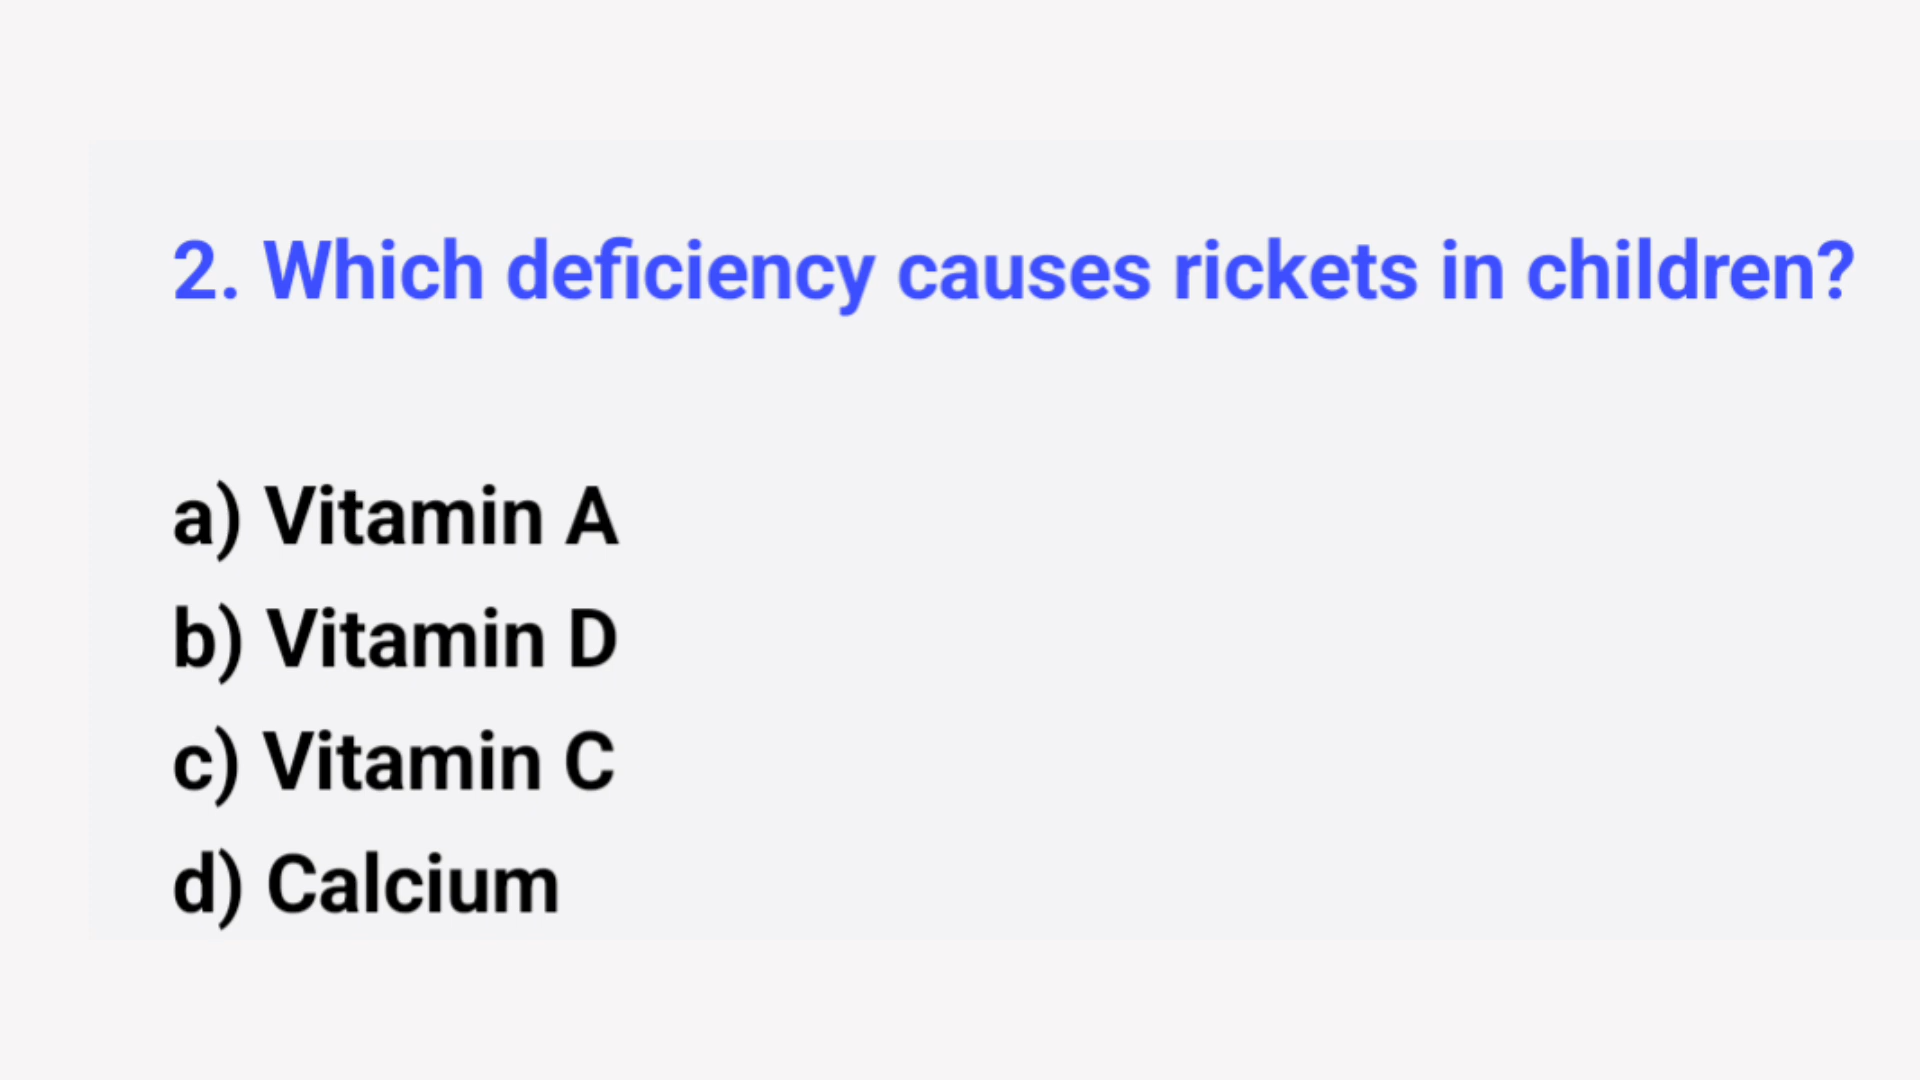 2. Which deficiency causes rickets in children?
a) Vitamin A
b) Vitamin D
c) Vitamin C
d) Calcium